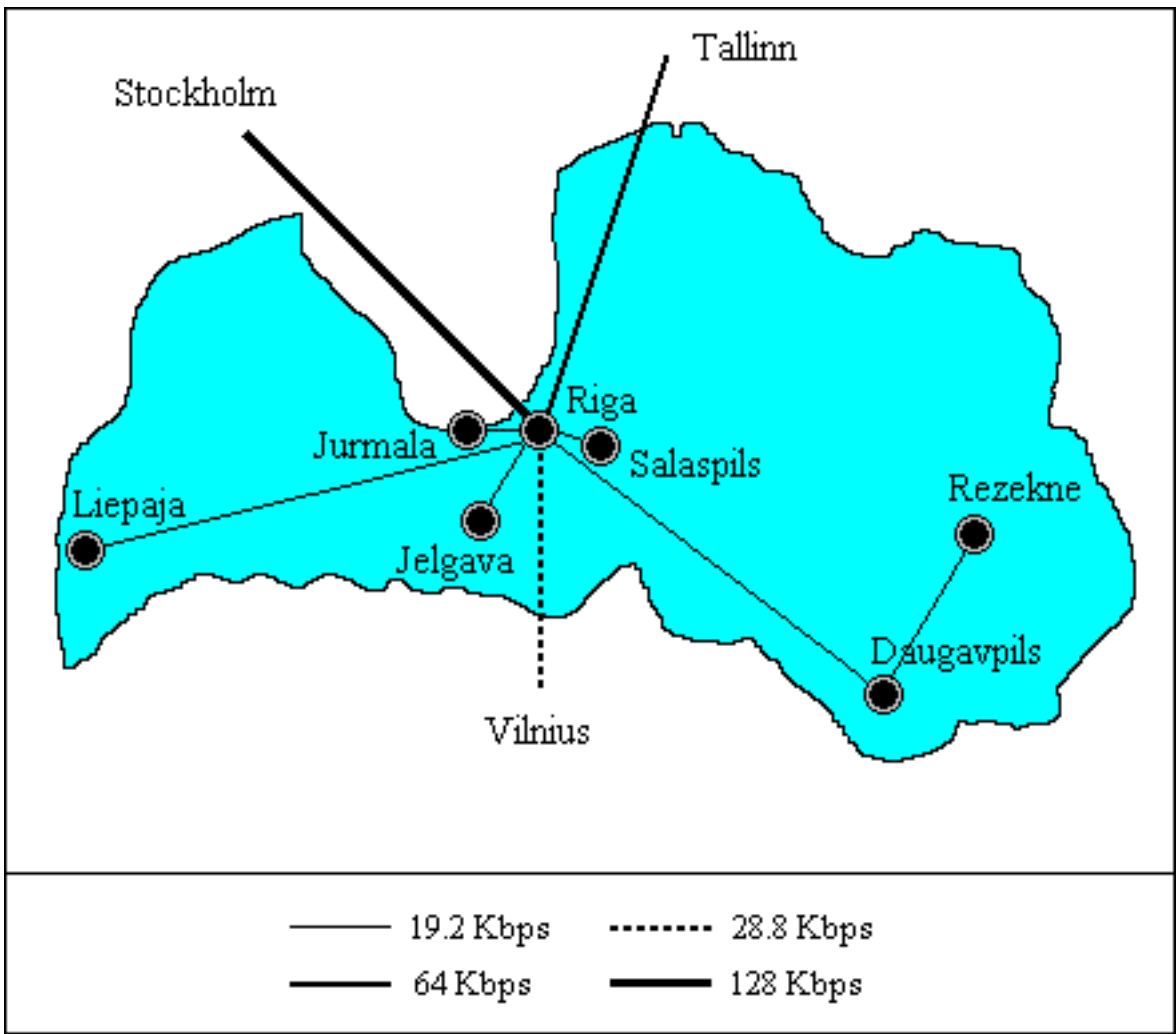 Tallinn
Stockholm
Riga
Jurmala
Salaspils
Liepaja
Rezekne
Jelgava
Daugavpils
Vilnius
19.2 Kbps
28.8 Kbps
64 Kbps
128 Kbps